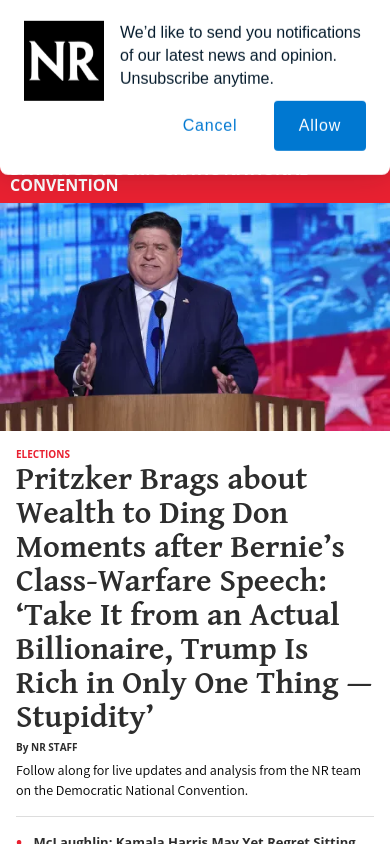 NR
We’d like to send you notifications
of our latest news and opinion.
Unsubscribe anytime.
Cancel
Allow
CONVENTION
ELECTIONS
Pritzker Brags about
Wealth to Ding Don
Moments after Bernie’s
Class-Warfare Speech:
‘Take It from an Actual
Billionaire, Trump Is
Rich in Only One Thing —
Stupidity’
By NR STAFF
Follow along for live updates and analysis from the NR team
on the Democratic National Convention.
McLaughlin: Kamala Harris May Yet Regret Sitting